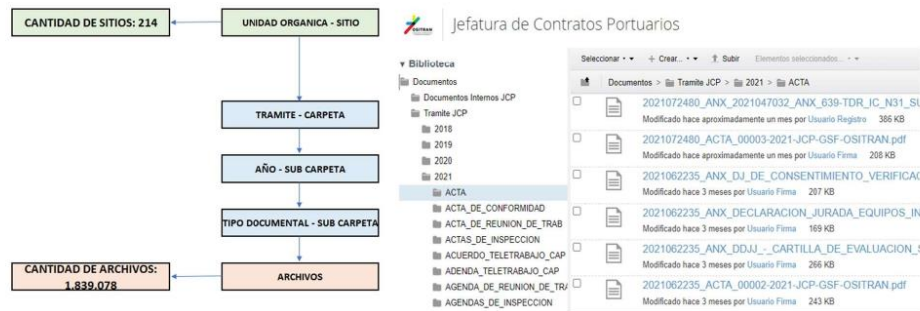 CANTIDAD DE SITIOS: 214
UNIDAD ORGANICA - SITIO
TRAMITE - CARPETA
AÑO - SUB CARPETA
TIPO DOCUMENTAL - SUB CARPETA
CANTIDAD DE ARCHIVOS:
1.839.078
ARCHIVOS
OSITRAN
Jefatura de Contratos Portuarios
Biblioteca
Documentos
Documentos Internos JCP
Tramite JCP
2018
2019
2020
2021
ACTA
ACTA_DE_CONFORMIDAD
ACTA_DE_REUNION_DE_TRAB
ACTAS_DE_INSPECCION
ACUERDO_TELETRABAJO_CAP
ADENDA_TELETRABAJO_CAP
AGENDA_DE_REUNION_DE_TRA
AGENDAS_DE_INSPECCION
Seleccionar Crear... Subir Elementos seleccionados...
Documentos > Tramite JCP > 2021 > ACTA
2021072480_ANX_2021047032_ANX_639-TDR_IC_N31_SU
Modificado hace aproximadamente un mes por Usuario Registro 386 KB
2021072480_ACTA_00003-2021-JCP-GSF-OSITRAN.pdf
Modificado hace aproximadamente un mes por Usuario Firma 208 KB
2021062235_ANX_DJ_DE_CONSENTIMIENTO_VERIFICAC
Modificado hace 3 meses por Usuario Firma 207 KB
2021062235_ANX_DECLARACION_JURADA_EQUIPOS_IN
Modificado hace 3 meses por Usuario Firma 169 KB
2021062235_ANX_DDJJ_-_CARTILLA_DE_EVALUACION_S
Modificado hace 3 meses por Usuario Firma 266 KB
2021062235_ACTA_00002-2021-JCP-GSF-OSITRAN.pdf
Modificado hace 3 meses por Usuario Firma 243 KB